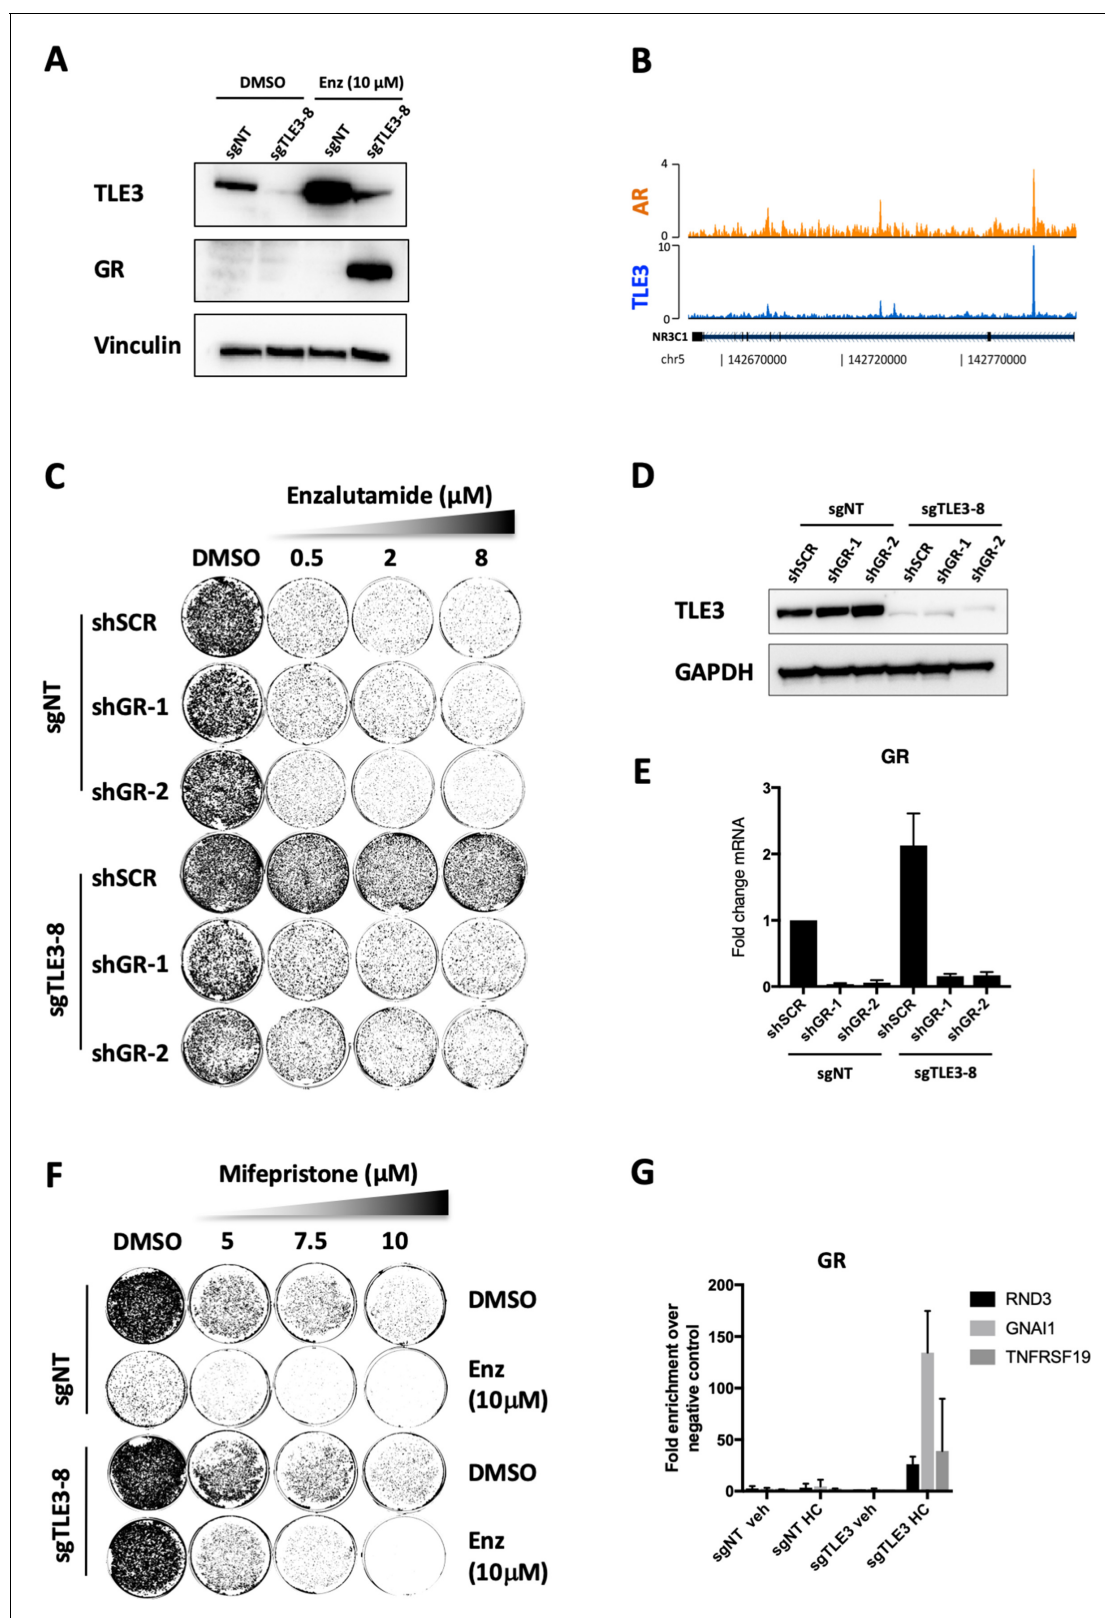 A
DMSO
Enz (10 µM)
sgNT
sgTLE3-8
sgNT
sgTLE3-8
TLE3
GR
Vinculin
B
4
AR
0
10
TLE3
0
NR3C1
chr5
| 142670000
| 142720000
| 142770000
C
Enzalutamide (µM)
DMSO
0.5
2
8
sgNT
shSCR
shGR-1
shGR-2
sgTLE3-8
shSCR
shGR-1
shGR-2
D
sgNT
sgTLE3-8
shSCR
shGR-1
shGR-2
shSCR
shGR-1
shGR-2
TLE3
GAPDH
E
GR
Fold change mRNA
3
2
1
0
shSCR
shGR-1
shGR-2
shSCR
shGR-1
shGR-2
sgNT
sgTLE3-8
F
Mifepristone (µM)
DMSO
5
7.5
10
sgNT
DMSO
Enz
(10µM)
sgTLE3-8
DMSO
Enz
(10µM)
G
GR
Fold enrichment over
negative control
200
150
100
50
0
sgNT veh
sgNT HC
sgTLE3 veh
sgTLE3 HC
RND3
GNAI1
TNFRSF19